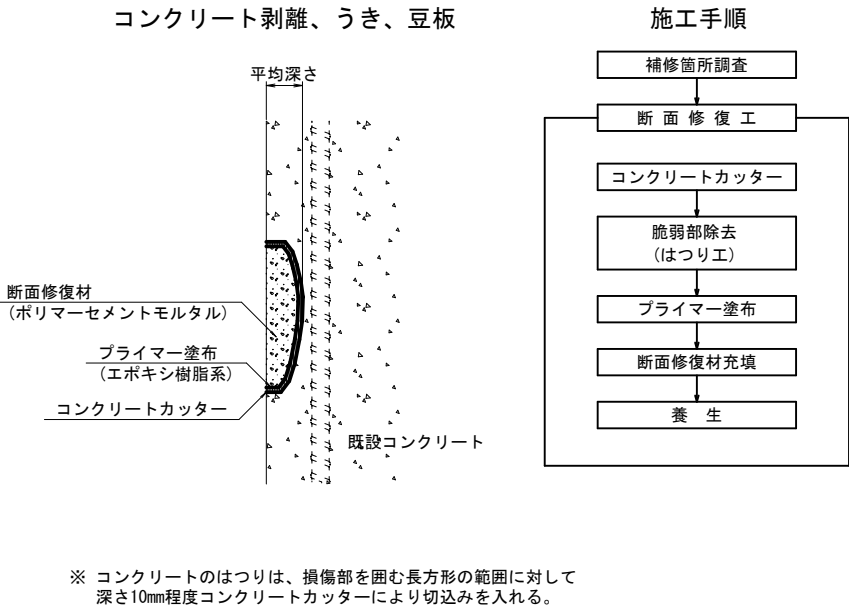 コンクリート剥離、うき、豆板
平均深さ
断面修復材
(ポリマーセメントモルタル)
プライマー塗布
(エポキシ樹脂系)
コンクリートカッター
既設コンクリート
施工手順
補修箇所調査
断面修復工
コンクリートカッター
脆弱部除去
(はつり工)
プライマー塗布
断面修復材充填
養 生
※ コンクリートのはつりは、損傷部を囲む長方形の範囲に対して
深さ10mm程度コンクリートカッターにより切込みを入れる。